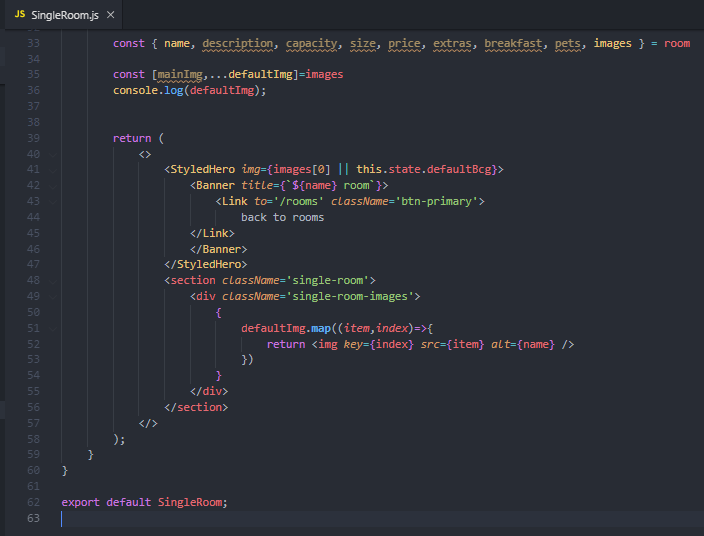 JS SingleRoom.js ×
33 const { name, description, capacity, size, price, extras, breakfast, pets, images } = room
34
35 const [mainImg,...defaultImg]=images
36 console.log(defaultImg);
37
38
39 return (
40 <>
41 <StyledHero img={images[0] || this.state.defaultBcg}>
42 <Banner title={`${name} room`}>
43 <Link to='/rooms' className='btn-primary'>
44 back to rooms
45 </Link>
46 </Banner>
47 </StyledHero>
48 <section className='single-room'>
49 <div className='single-room-images'>
50 {
51 defaultImg.map((item,index)=>{
52 return <img key={index} src={item} alt={name} />
53 })
54 }
55 </div>
56 </section>
57 </>
58 );
59 }
60 }
61
62 export default SingleRoom;
63